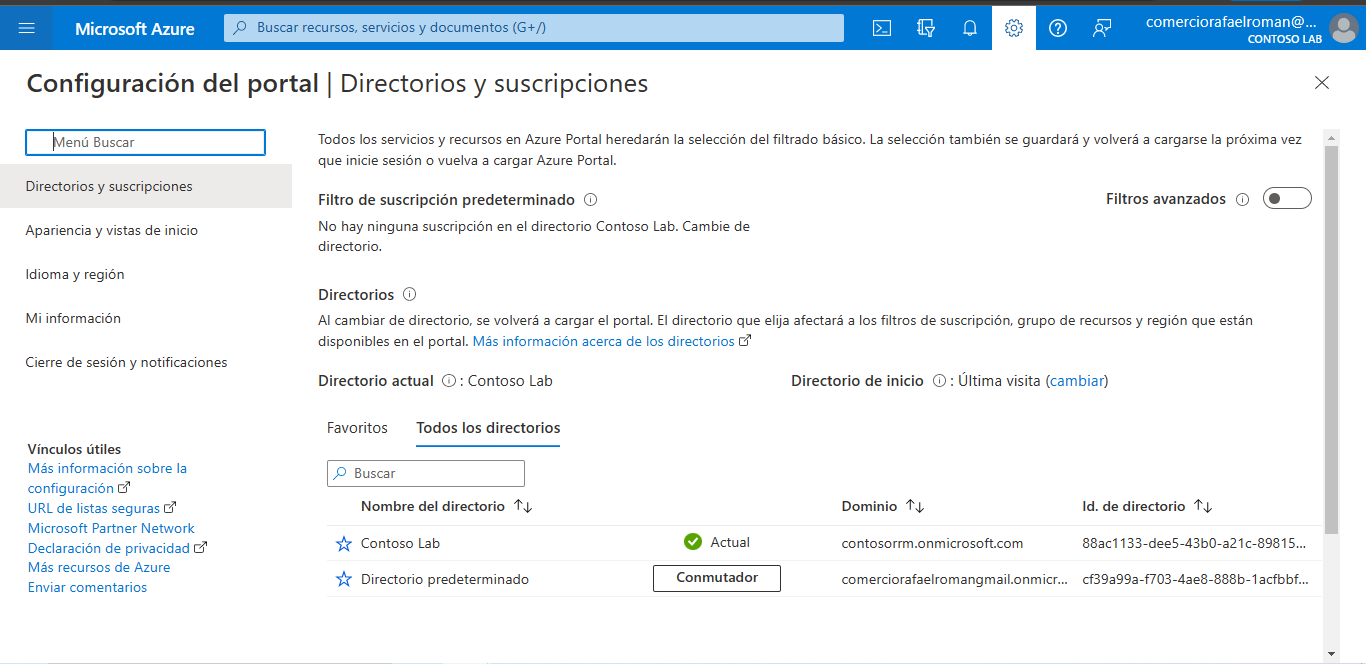 Microsoft Azure
Buscar recursos, servicios y documentos (G+/)
comerciorafaelroman@...
CONTOSO LAB
Configuración del portal | Directorios y suscripciones
Menú Buscar
Directorios y suscripciones
Apariencia y vistas de inicio
Idioma y región
Mi información
Cierre de sesión y notificaciones
Vínculos útiles
Más información sobre la
configuración
URL de listas seguras
Microsoft Partner Network
Declaración de privacidad
Más recursos de Azure
Enviar comentarios
Todos los servicios y recursos en Azure Portal heredarán la selección del filtrado básico. La selección también se guardará y volverá a cargarse la próxima vez
que inicie sesión o vuelva a cargar Azure Portal.
Filtro de suscripción predeterminado
Filtros avanzados
No hay ninguna suscripción en el directorio Contoso Lab. Cambie de
directorio.
Directorios
Al cambiar de directorio, se volverá a cargar el portal. El directorio que elija afectará a los filtros de suscripción, grupo de recursos y región que están
disponibles en el portal. Más información acerca de los directorios
Directorio actual : Contoso Lab
Directorio de inicio : Última visita (cambiar)
Favoritos Todos los directorios
Buscar
Nombre del directorio Dominio Id. de directorio
Contoso Lab Actual contosorrm.onmicrosoft.com 88ac1133-dee5-43b0-a21c-89815...
Directorio predeterminado Conmutador comerciorafaelromangmail.onmicr... cf39a99a-f703-4ae8-888b-1acfbbf...